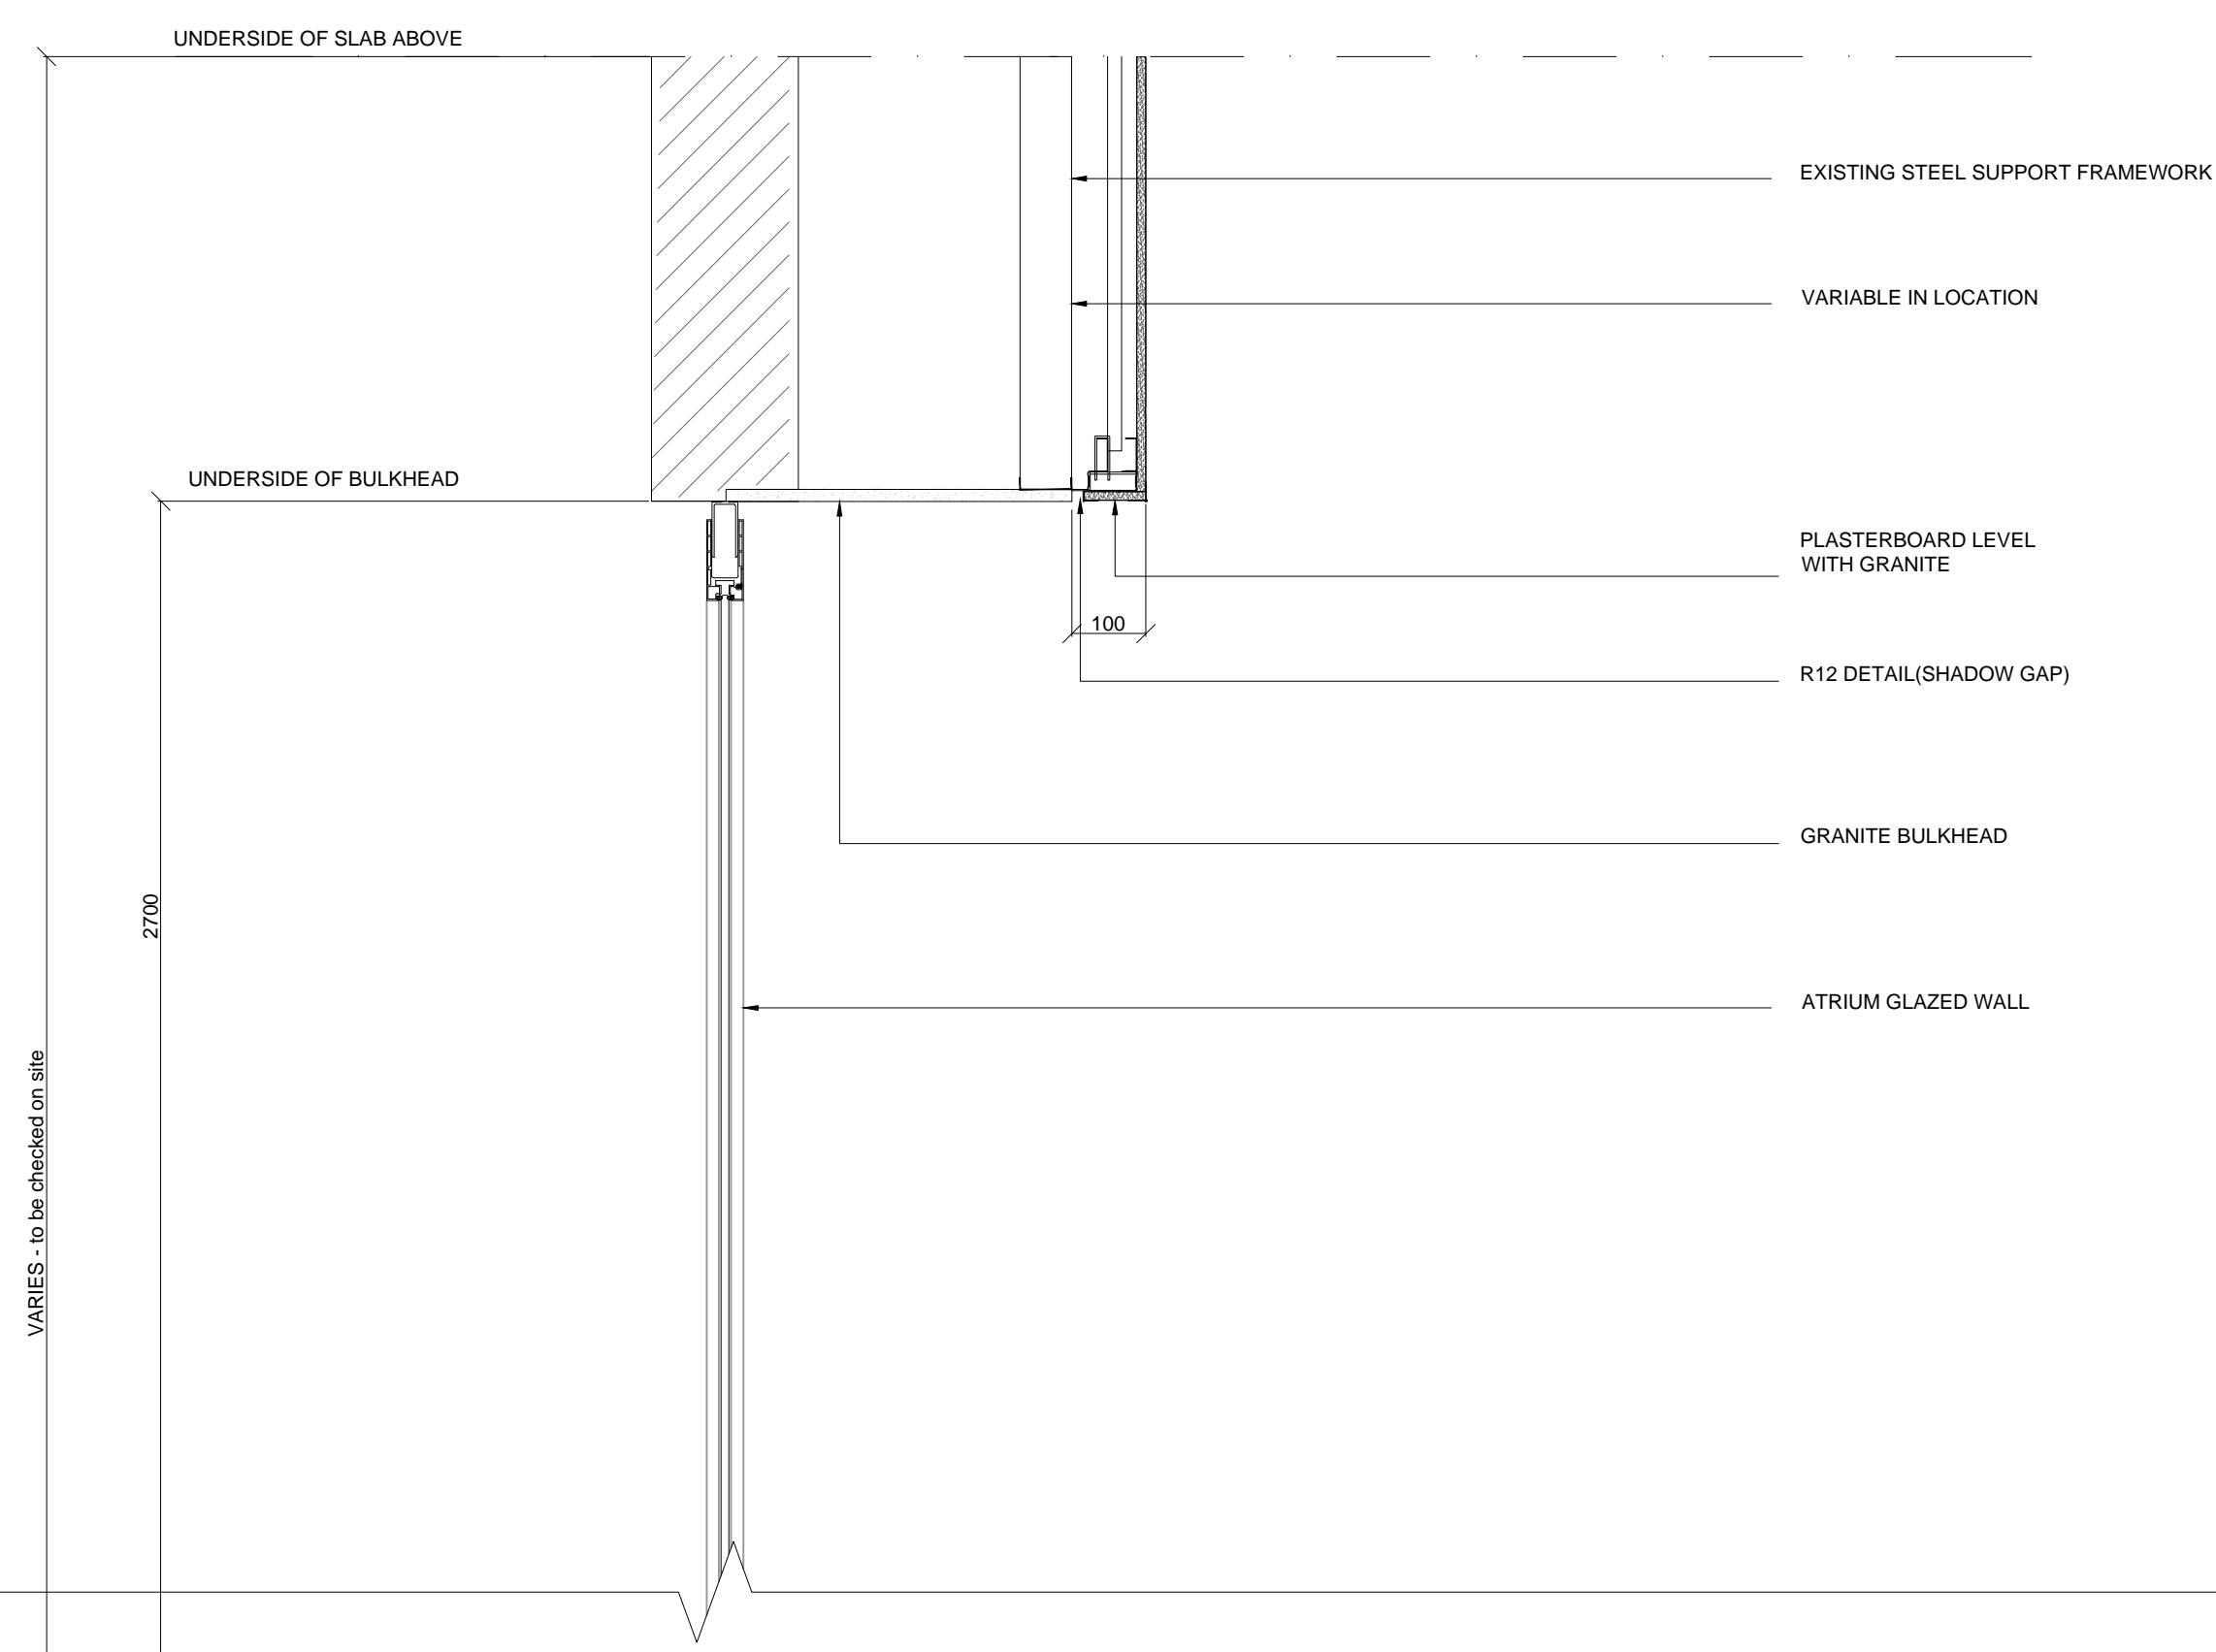 UNDERSIDE OF SLAB ABOVE
EXISTING STEEL SUPPORT FRAMEWORK
VARIABLE IN LOCATION
UNDERSIDE OF BULKHEAD
PLASTERBOARD LEVEL
WITH GRANITE
100
R12 DETAIL(SHADOW GAP)
GRANITE BULKHEAD
2700
ATRIUM GLAZED WALL
VARIES - to be checked on site